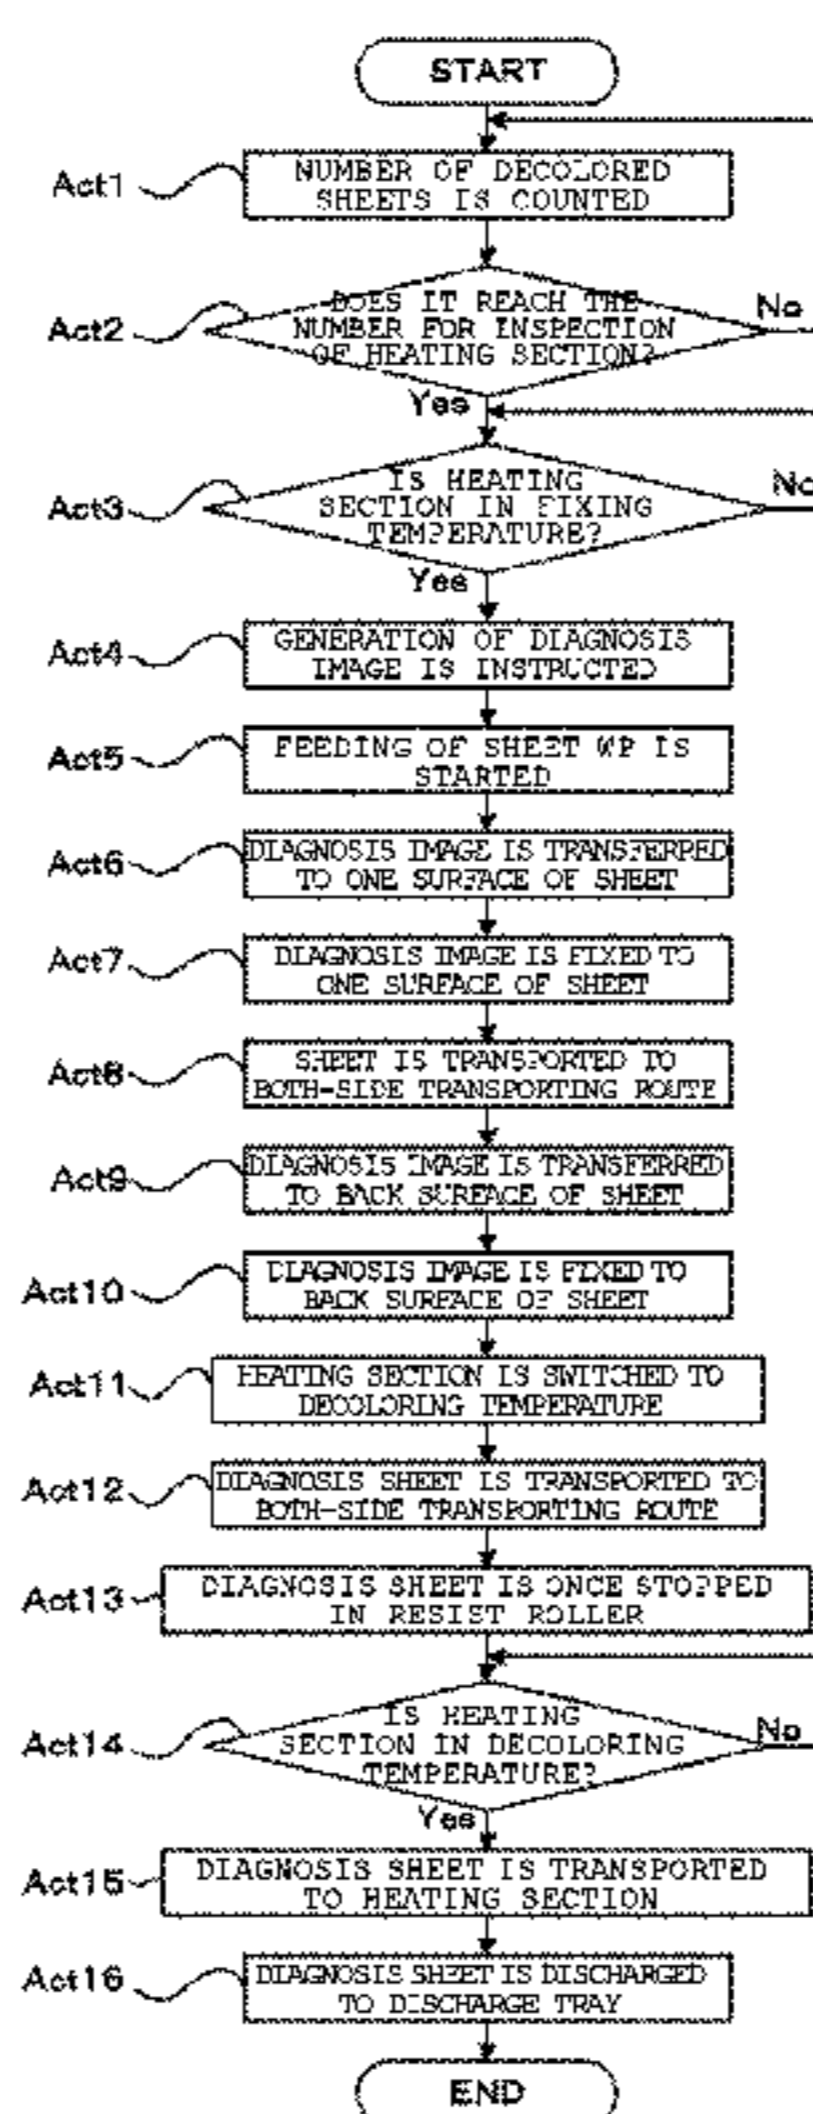 START
Act1
NUMBER OF DECOLORED
SHEETS IS COUNTED
Act2
DOES IT REACH THE
NUMBER FOR INSPECTION
OF HEATING SECTION?
No
Yes
Act3
IS HEATING
SECTION IN FIXING
TEMPERATURE?
No
Yes
Act4
GENERATION OF DIAGNOSIS
IMAGE IS INSTRUCTED
Act5
FEEDING OF SHEET WP IS
STARTED
Act6
DIAGNOSIS IMAGE IS TRANSFERRED
TO ONE SURFACE OF SHEET
Act7
DIAGNOSIS IMAGE IS FIXED TO
ONE SURFACE OF SHEET
Act8
SHEET IS TRANSPORTED TO
BOTH-SIDE TRANSPORTING ROUTE
Act9
DIAGNOSIS IMAGE IS TRANSFERRED
TO BACK SURFACE OF SHEET
Act10
DIAGNOSIS IMAGE IS FIXED TO
BACK SURFACE OF SHEET
Act11
HEATING SECTION IS SWITCHED TO
DECOLORING TEMPERATURE
Act12
DIAGNOSIS SHEET IS TRANSPORTED TO
BOTH-SIDE TRANSPORTING ROUTE
Act13
DIAGNOSIS SHEET IS ONCE STOPPED
IN RESIST ROLLER
Act14
IS HEATING
SECTION IN DECOLORING
TEMPERATURE?
No
Yes
Act15
DIAGNOSIS SHEET IS TRANSPORTED
TO HEATING SECTION
Act16
DIAGNOSIS SHEET IS DISCHARGED
TO DISCHARGE TRAY
END